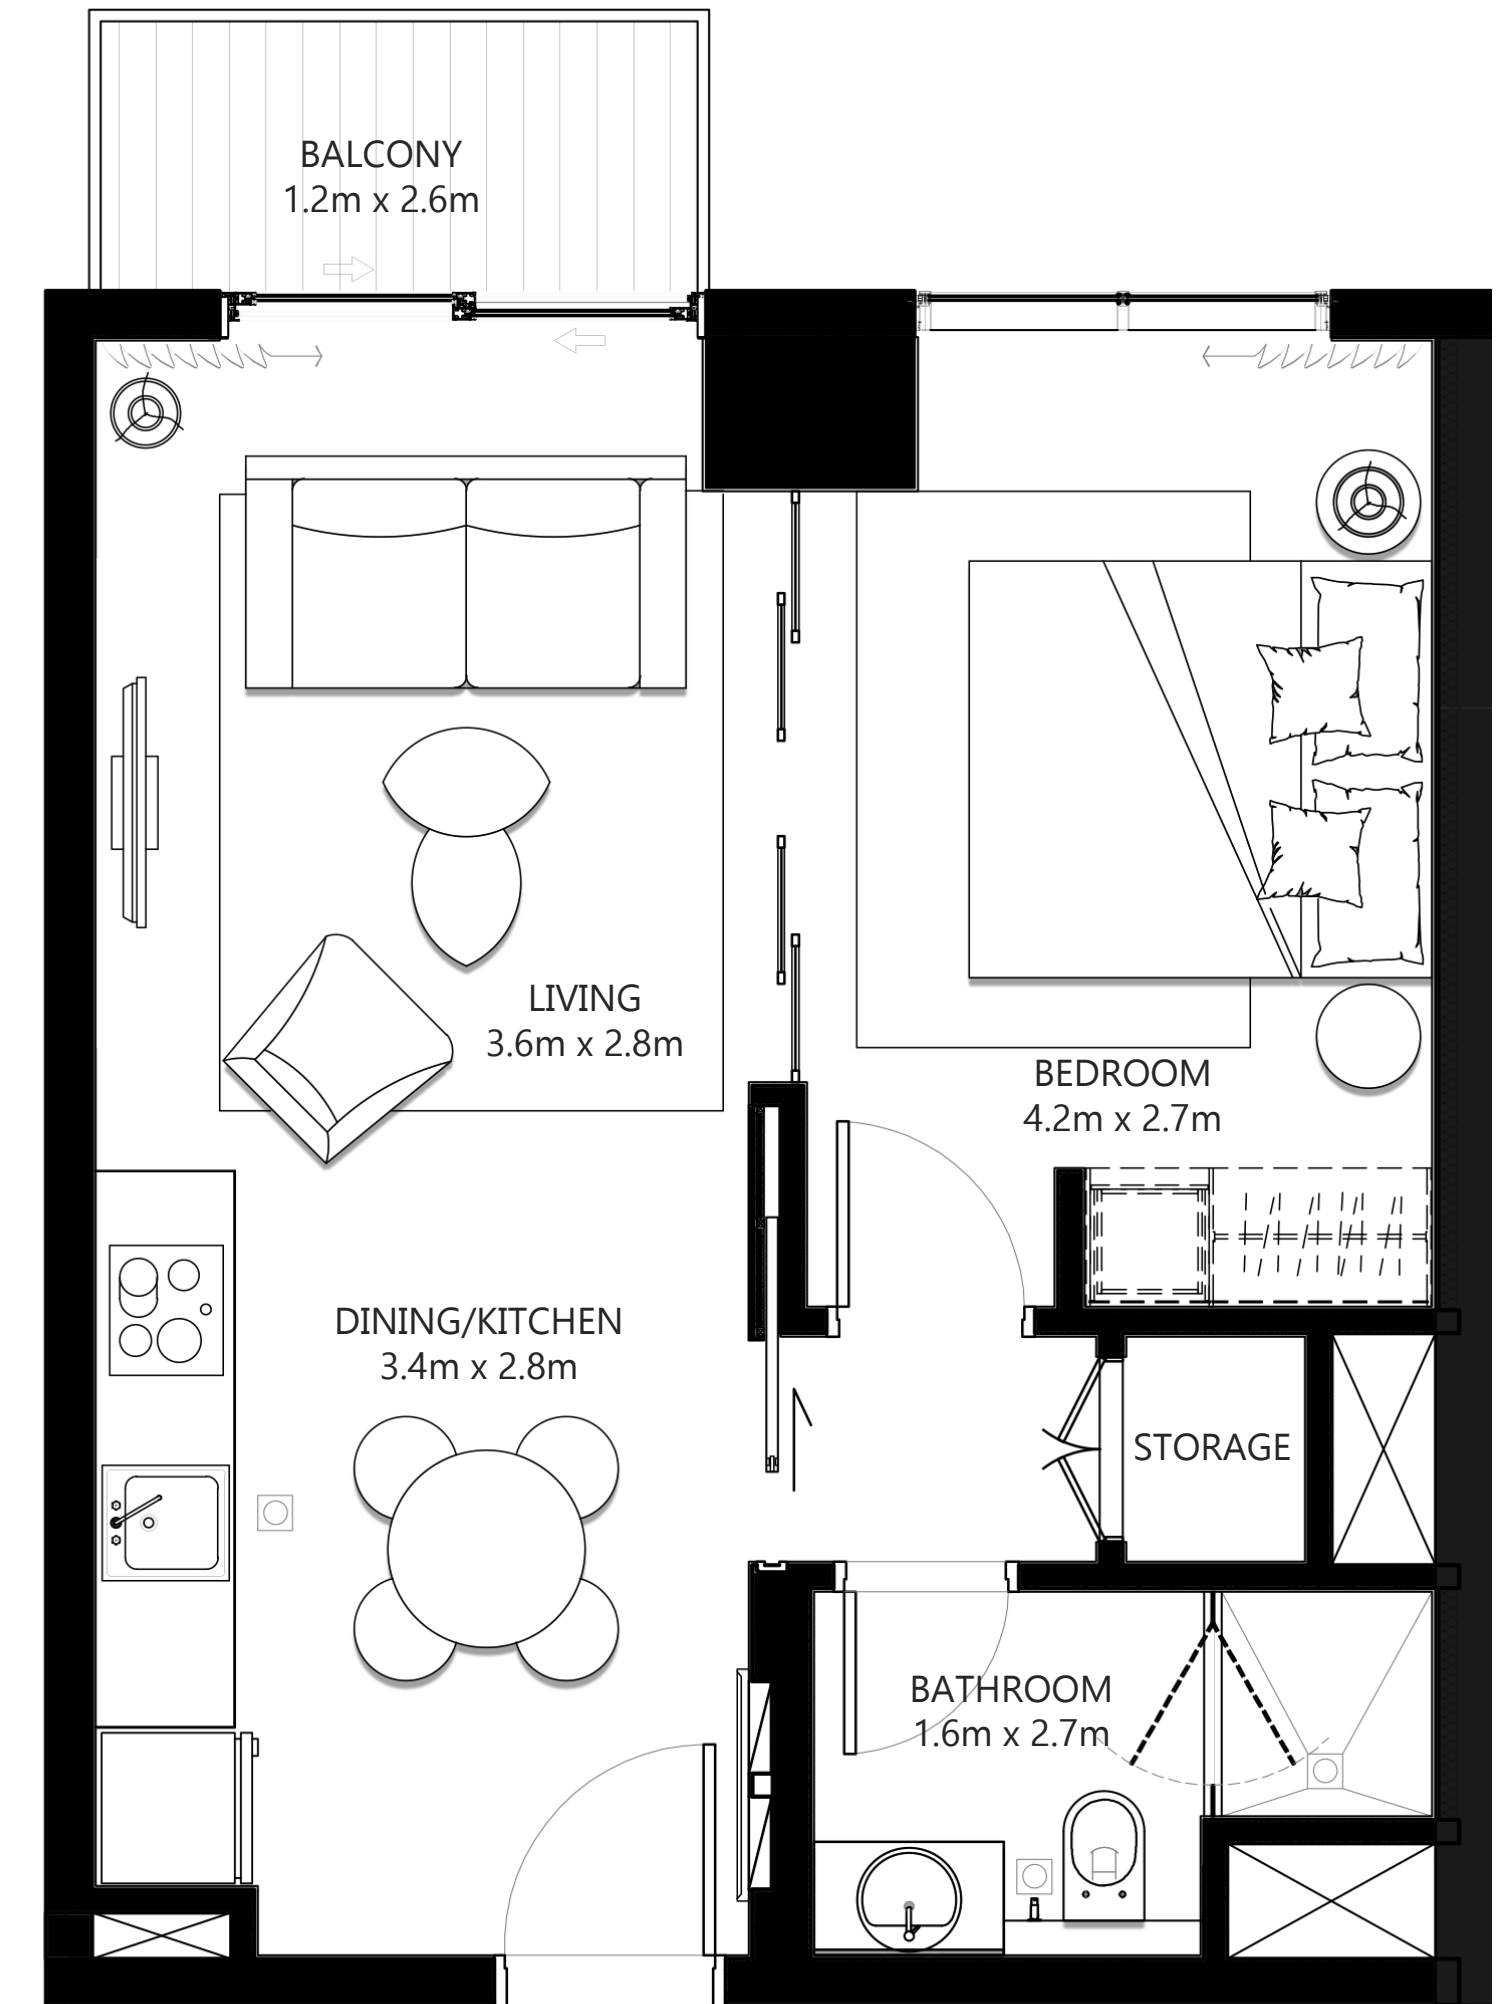 BALCONY
1.2m x 2.6m
LIVING
3.6m x 2.8m
BEDROOM
4.2m x 2.7m
DINING/KITCHEN
3.4m x 2.8m
STORAGE
BATHROOM
1.6m x 2.7m